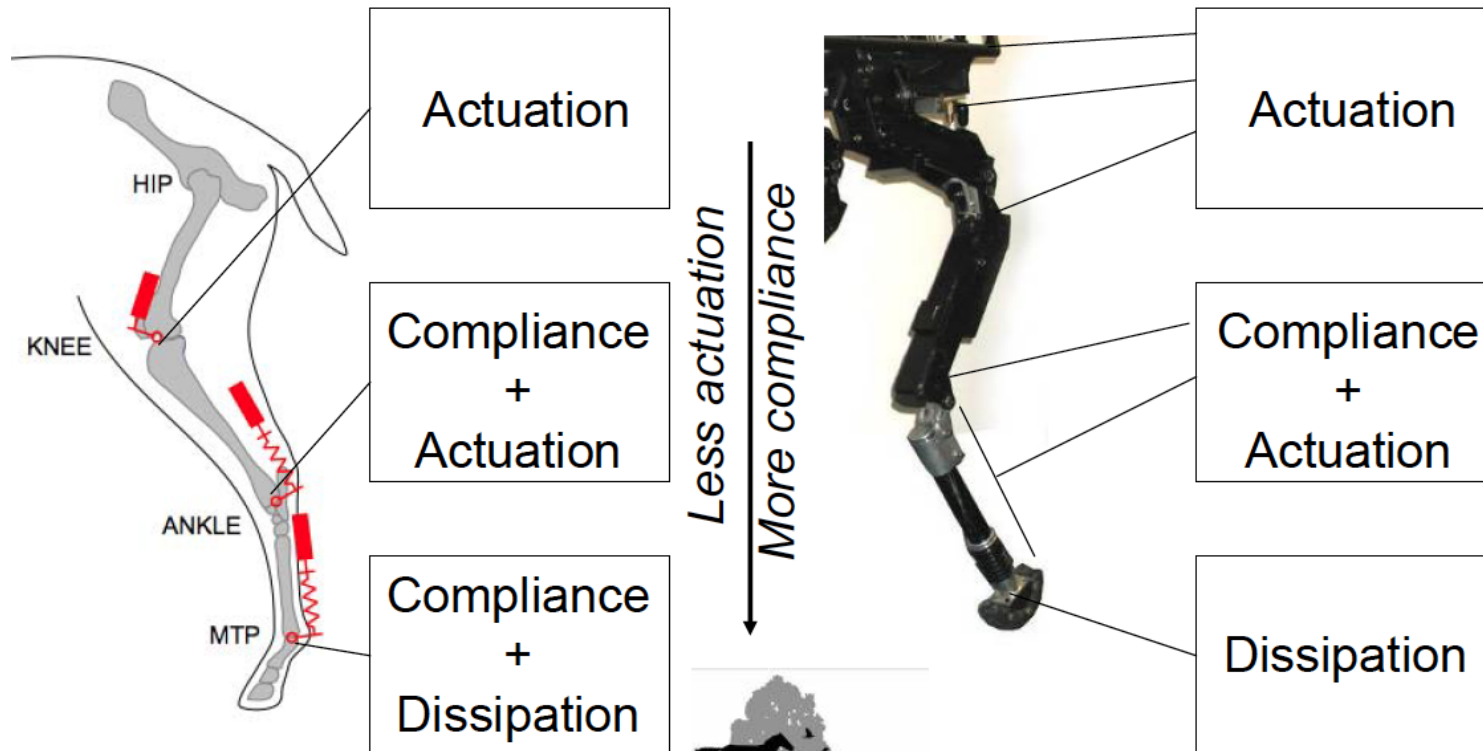 Actuation
HIP
KNEE
Compliance
+
Actuation
ANKLE
MTP
Compliance
+
Dissipation
Less actuation
More compliance
Actuation
Compliance
+
Actuation
Dissipation